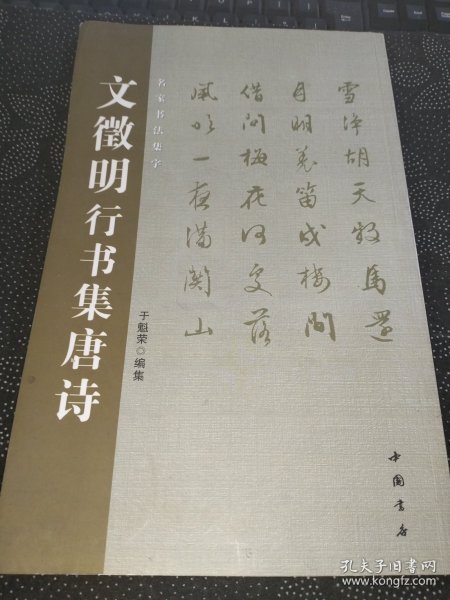 文徵明行书集唐诗
名家书法集字
于魁荣◎编集
雪净胡天牧馬還
月明羌笛戍樓間
借问梅花何處落
風吹一夜滿関山
中國書店
孔夫子旧书网
www.kongfz.com